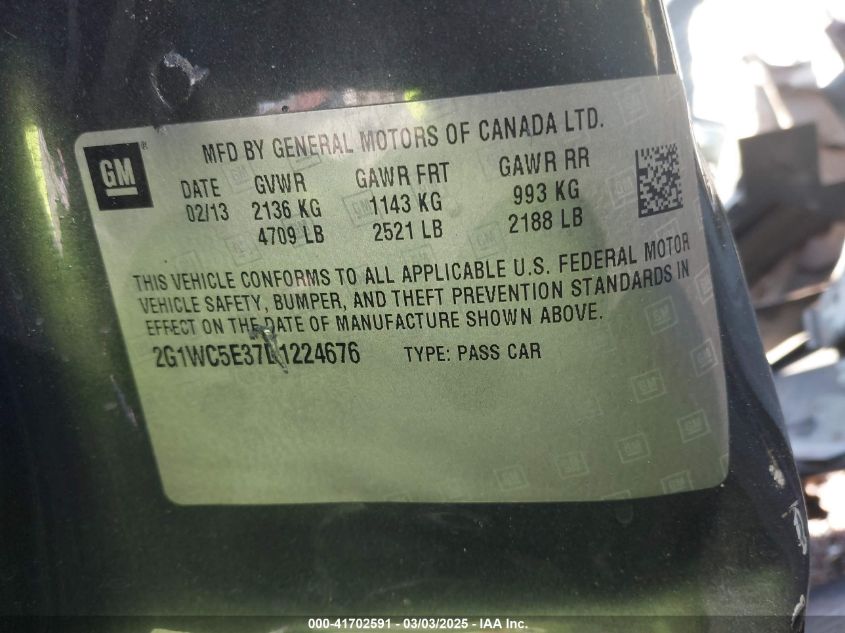 GM
MFD BY GENERAL MOTORS OF CANADA LTD.
DATE GVWR GAWR FRT GAWR RR
02/13 2136 KG 1143 KG 993 KG
4709 LB 2521 LB 2188 LB
THIS VEHICLE CONFORMS TO ALL APPLICABLE U.S. FEDERAL MOTOR
VEHICLE SAFETY, BUMPER, AND THEFT PREVENTION STANDARDS IN
EFFECT ON THE DATE OF MANUFACTURE SHOWN ABOVE.
TYPE: PASS CAR
000-41702591 - 03/03/2025 - IAA Inc.